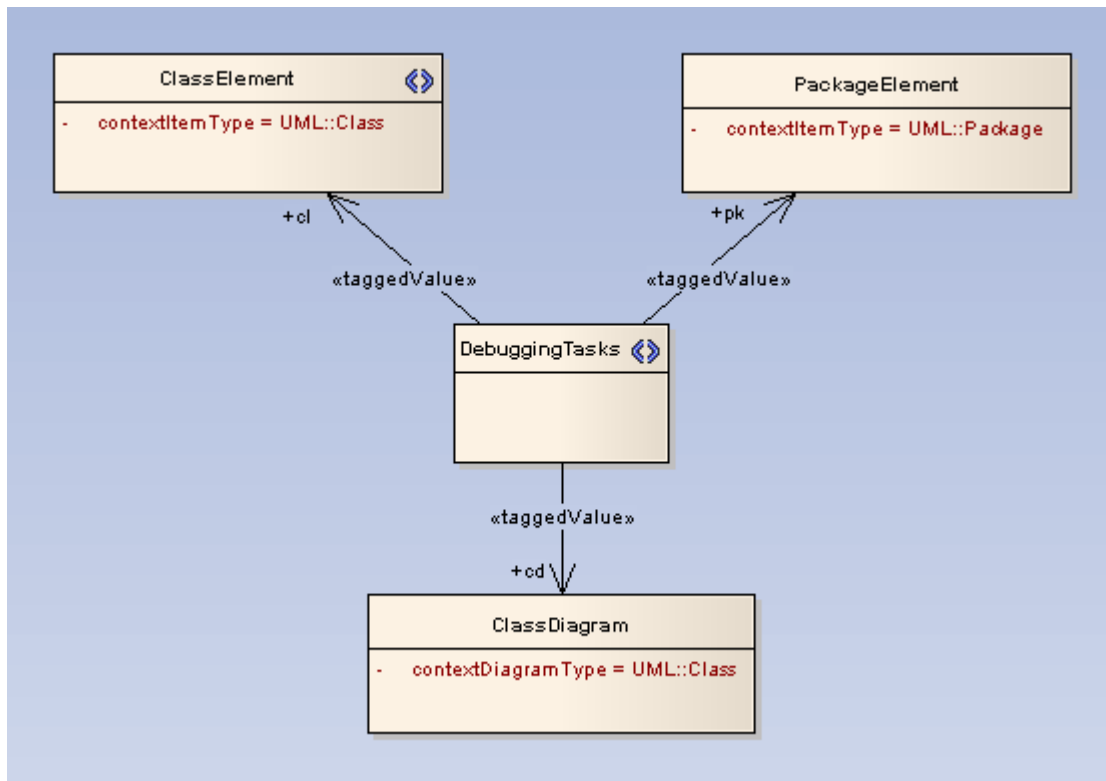 ClassElement
- contextItemType = UML::Class
PackageElement
- contextItemType = UML::Package
+cl
+pk
«taggedValue»
«taggedValue»
DebuggingTasks
«taggedValue»
+cd
ClassDiagram
- contextDiagramType = UML::Class